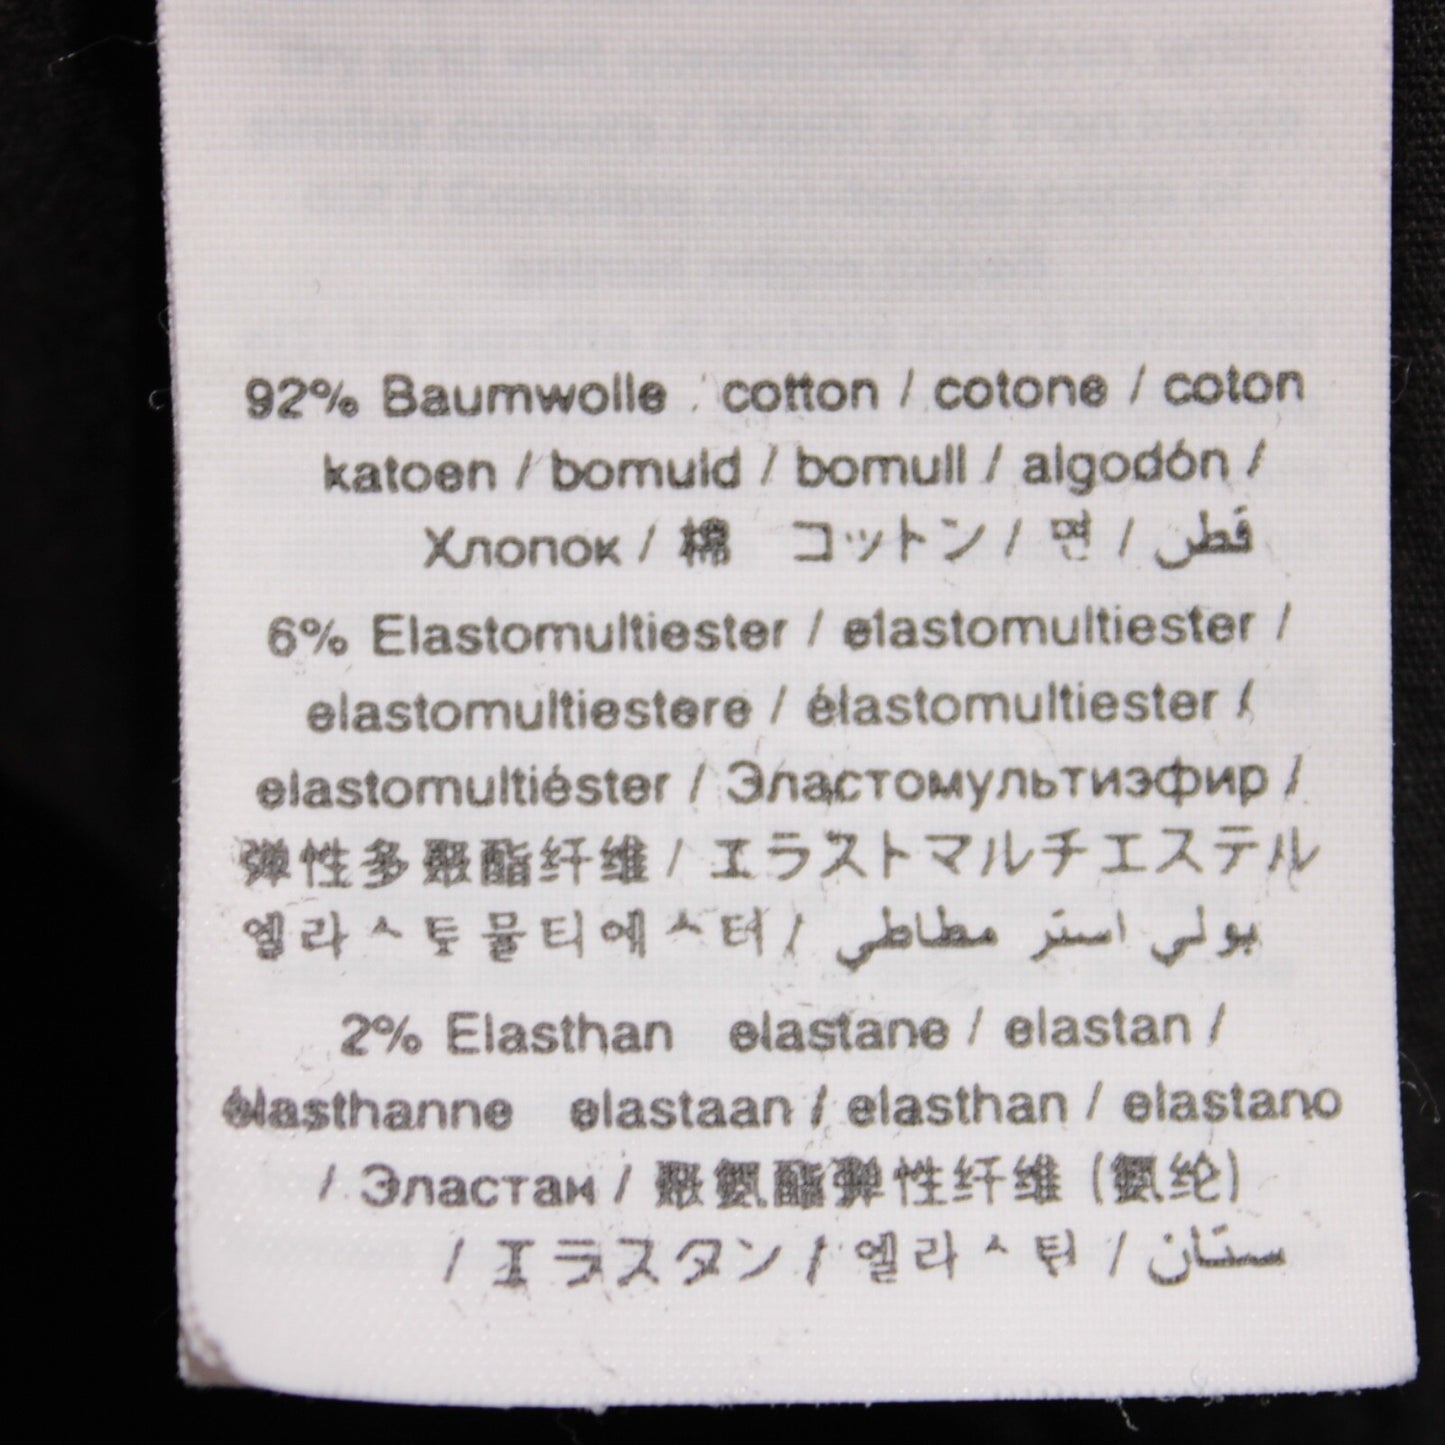 92% Baumwolle / cotton / cotone / coton
katoen / bomuld / bomull / algodón /
Хлопок / 棉 コットン / 면 / قطن
6% Elastomultiester / elastomultiester /
elastomultiestere / élastomultiester /
elastomultiéster / Эластомультиэфир /
弹性多聚酯纤维 / エラストマルチエステル
엘라스토물티에스터 / بولي استر مطاطي
2% Elasthan elastane / elastan /
élasthanne elastaan / elasthan / elastano
/ Эластан / 聚氨酯弹性纤维 (氨纶)
/ エラスタン / 엘라스틴 / ستان